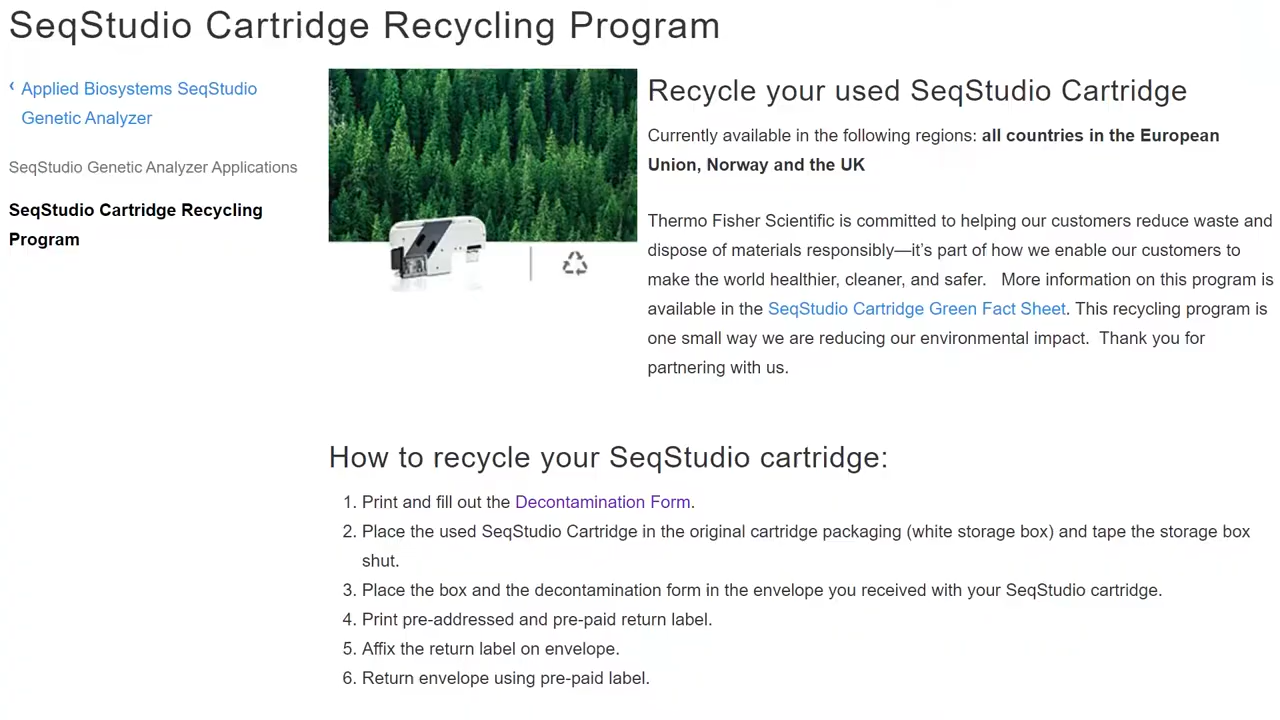 SeqStudio Cartridge Recycling Program
‹ Applied Biosystems SeqStudio
Genetic Analyzer
SeqStudio Genetic Analyzer Applications
SeqStudio Cartridge Recycling
Program
Recycle your used SeqStudio Cartridge
Currently available in the following regions: all countries in the European
Union, Norway and the UK
Thermo Fisher Scientific is committed to helping our customers reduce waste and
dispose of materials responsibly—it’s part of how we enable our customers to
make the world healthier, cleaner, and safer.   More information on this program is
available in the SeqStudio Cartridge Green Fact Sheet. This recycling program is
one small way we are reducing our environmental impact.  Thank you for
partnering with us.
How to recycle your SeqStudio cartridge:
1. Print and fill out the Decontamination Form.
2. Place the used SeqStudio Cartridge in the original cartridge packaging (white storage box) and tape the storage box
shut.
3. Place the box and the decontamination form in the envelope you received with your SeqStudio cartridge.
4. Print pre-addressed and pre-paid return label.
5. Affix the return label on envelope.
6. Return envelope using pre-paid label.